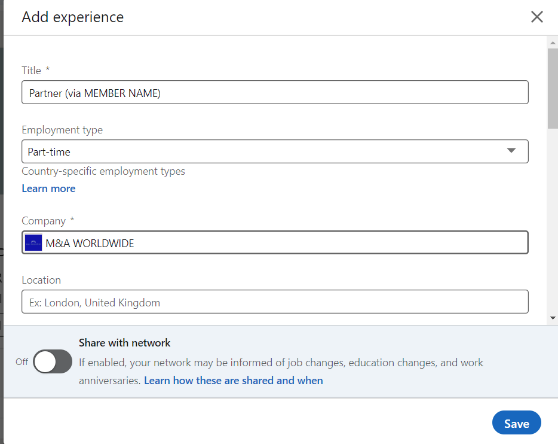 Add experience
Title *
Partner (via MEMBER NAME)
Employment type
Part-time
Country-specific employment types
Learn more
Company *
M&A WORLDWIDE
Location
Ex: London, United Kingdom
Share with network
Off
If enabled, your network may be informed of job changes, education changes, and work
anniversaries. Learn how these are shared and when
Save